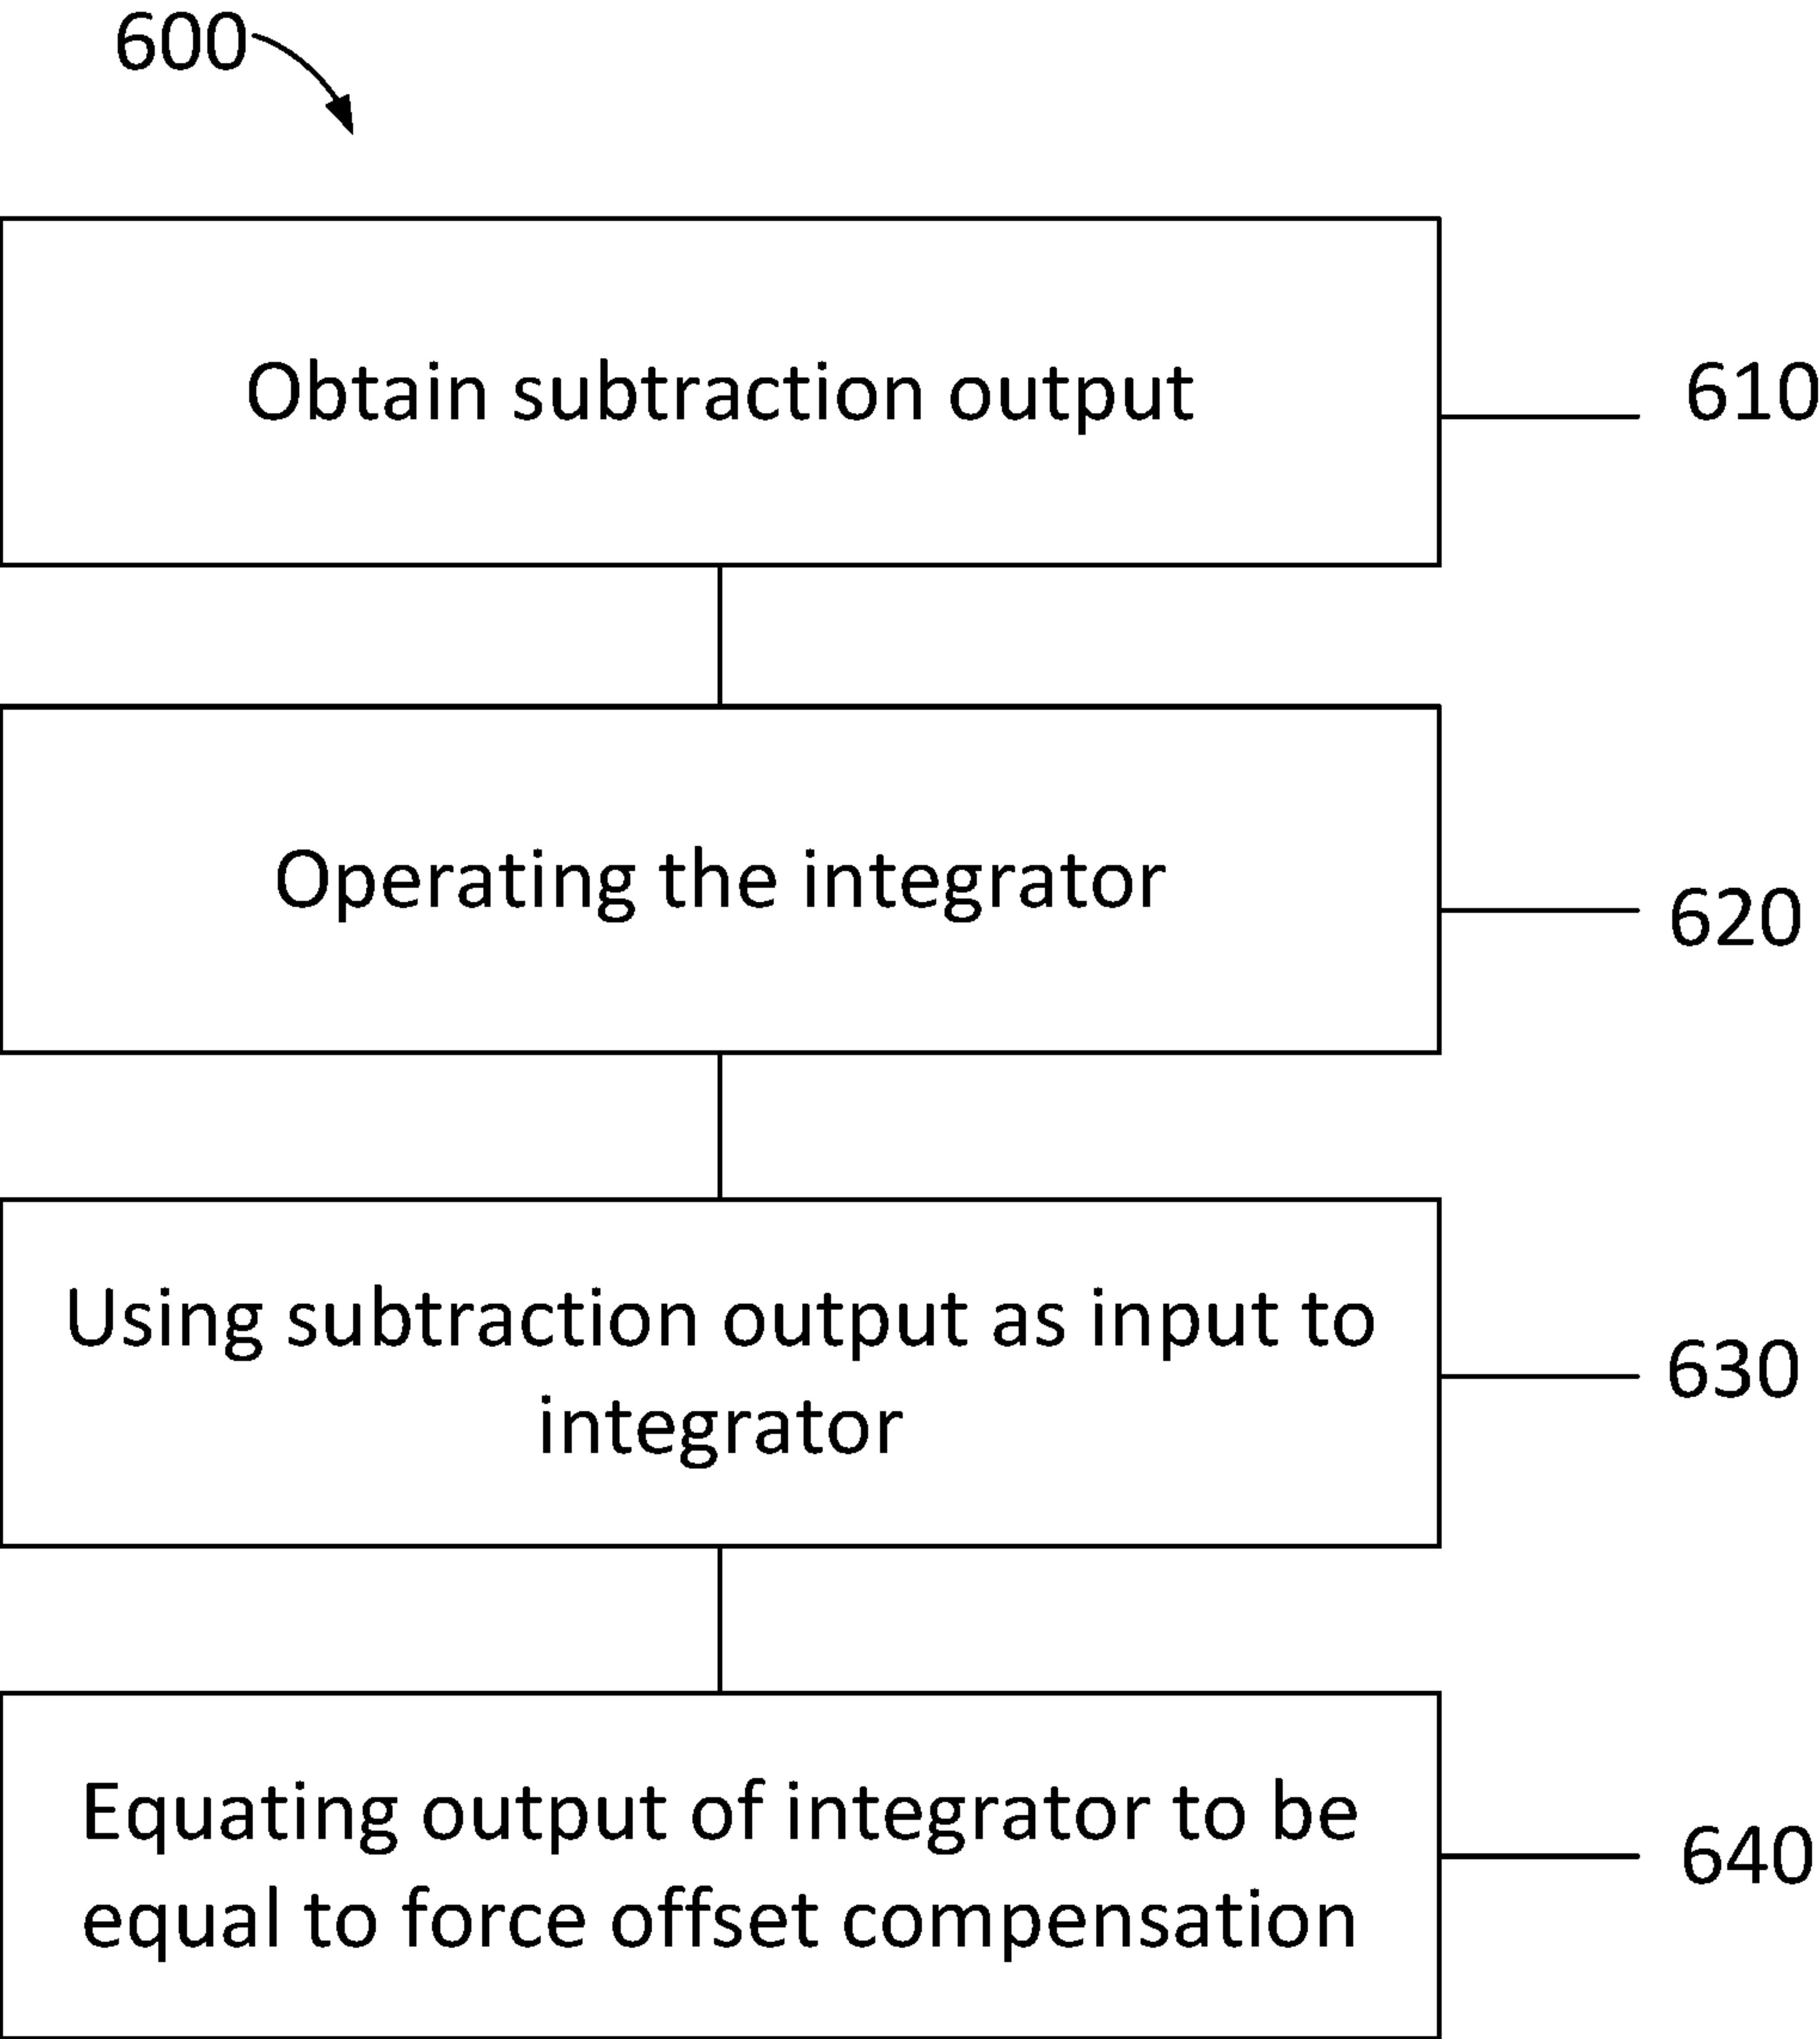 600
Obtain subtraction output
610
Operating the integrator
620
Using subtraction output as input to
integrator
630
Equating output of integrator to be
equal to force offset compensation
640